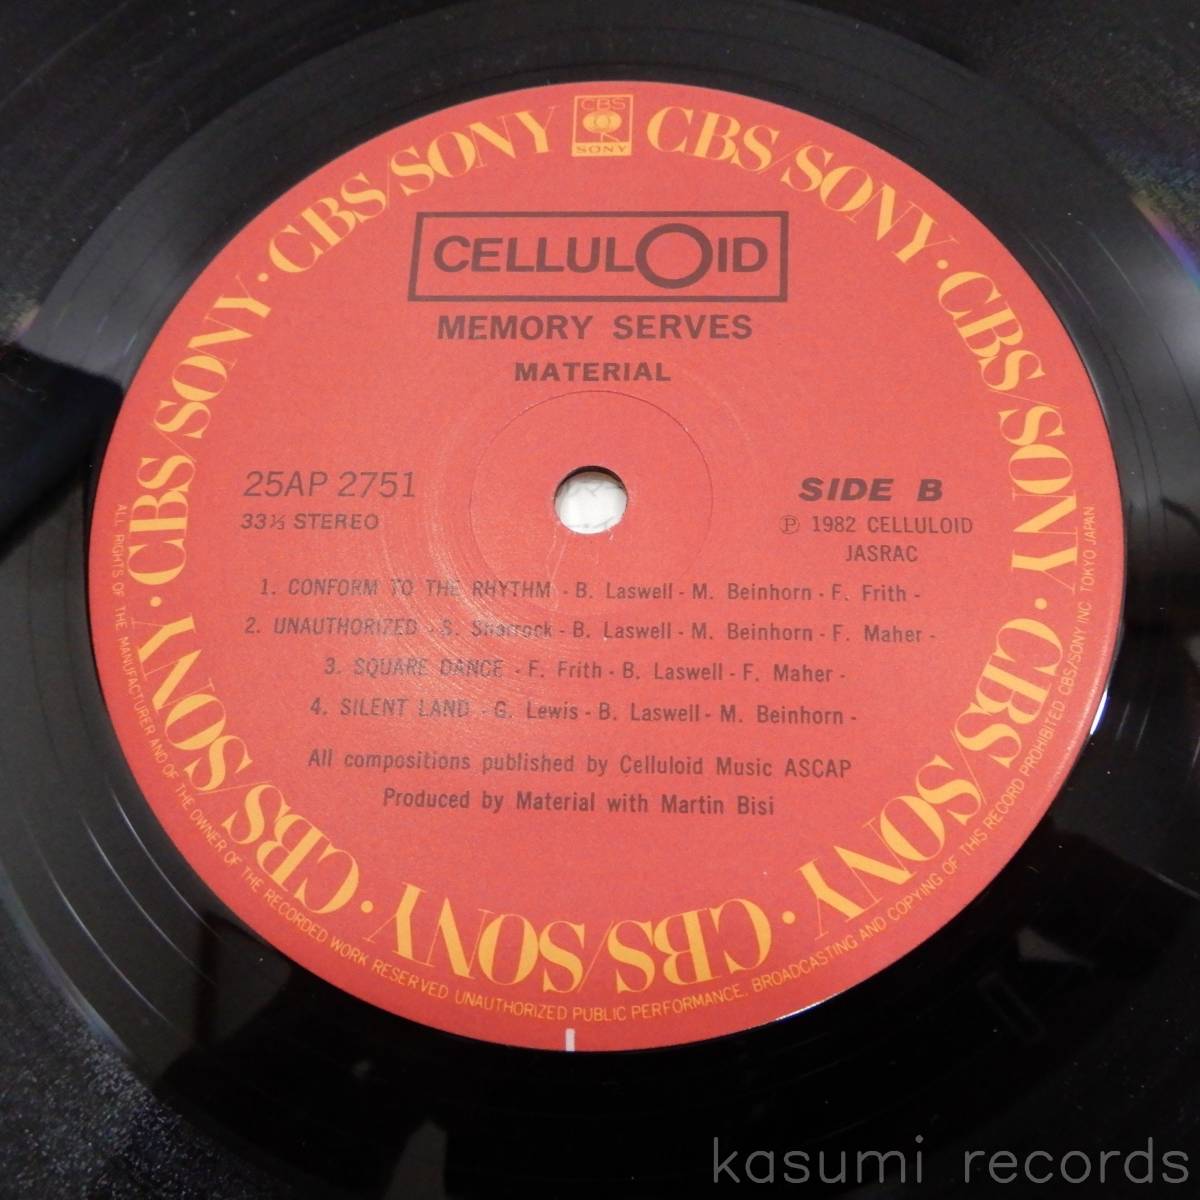 CBS
SONY
CBS/SONY · CBS/SONY · CBS/SONY · CBS/SONY · CBS/SONY · CBS/SONY · CBS/SONY · CBS/SONY
CELLULOID
MEMORY SERVES
MATERIAL
25AP 2751
33⅓ STEREO
SIDE B
Ⓟ 1982 CELLULOID
JASRAC
1. CONFORM TO THE RHYTHM - B. Laswell - M. Beinhorn - F. Frith -
2. UNAUTHORIZED - S. Sharrock - B. Laswell - M. Beinhorn - F. Maher -
3. SQUARE DANCE - F. Frith - B. Laswell - F. Maher -
4. SILENT LAND - G. Lewis - B. Laswell - M. Beinhorn -
All compositions published by Celluloid Music ASCAP
Produced by Material with Martin Bisi
ALL RIGHTS OF THE MANUFACTURER AND OF THE OWNER OF THE RECORDED WORK RESERVED UNAUTHORIZED PUBLIC PERFORMANCE, BROADCASTING AND COPYING OF THIS RECORD PROHIBITED CBS/SONY INC. TOKYO JAPAN
kasumi records